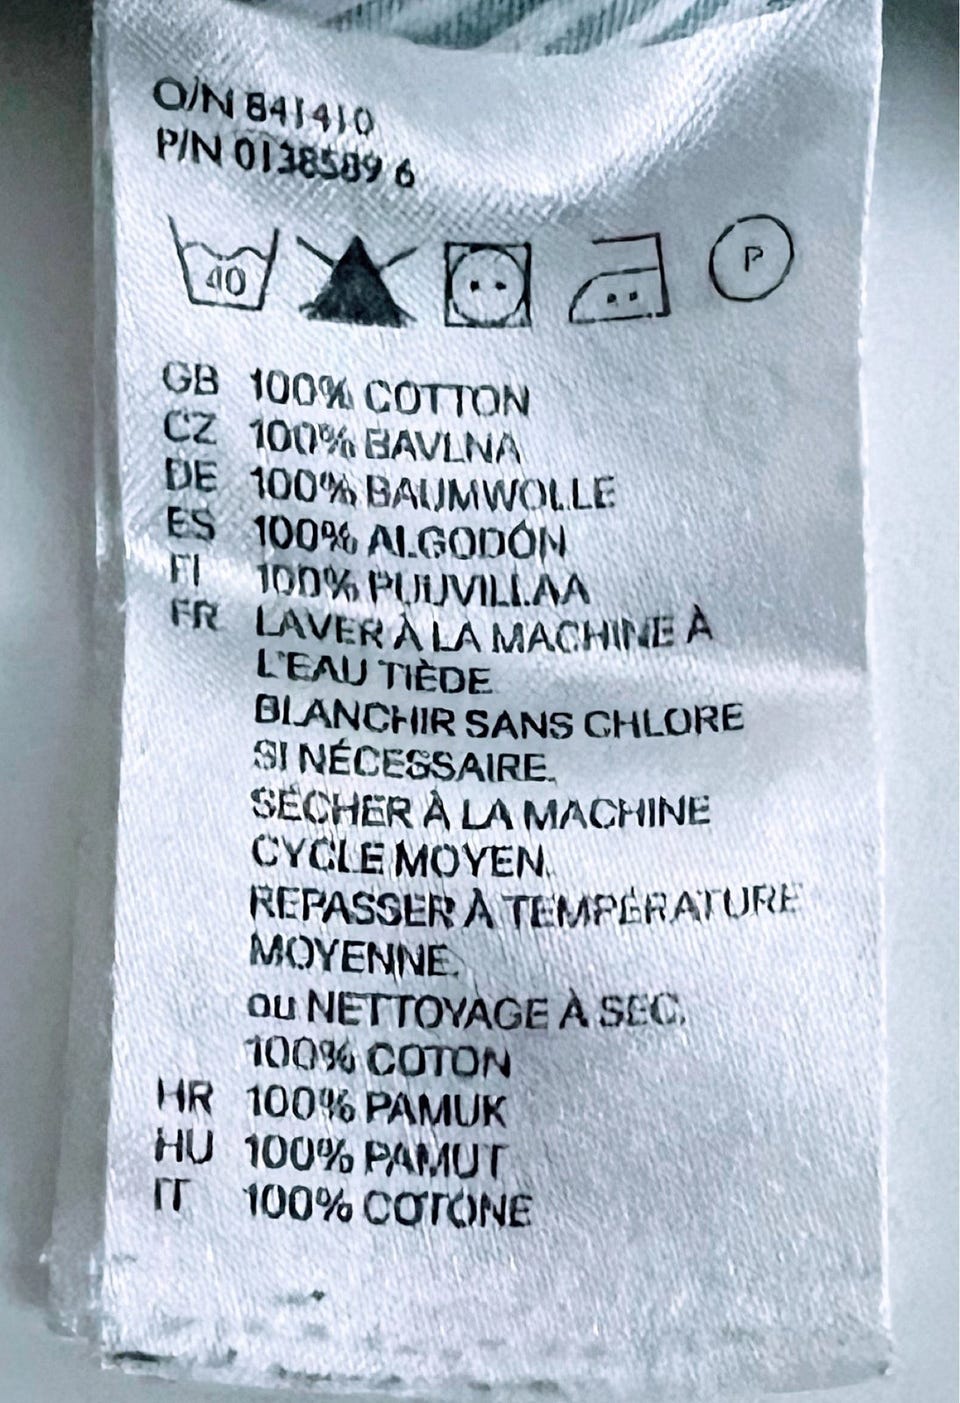 O/N 841410
P/N 0138589 6
40 P
GB 100% COTTON
CZ 100% BAVLNA
DE 100% BAUMWOLLE
ES 100% ALGODÓN
FI 100% PUUVILLAA
FR LAVER À LA MACHINE À
L'EAU TIÈDE
BLANCHIR SANS CHLORE
SI NÉCESSAIRE.
SÉCHER À LA MACHINE
CYCLE MOYEN.
REPASSER À TEMPÉRATURE
MOYENNE.
ou NETTOYAGE À SEC.
100% COTON
HR 100% PAMUK
HU 100% PAMUT
IT 100% COTONE